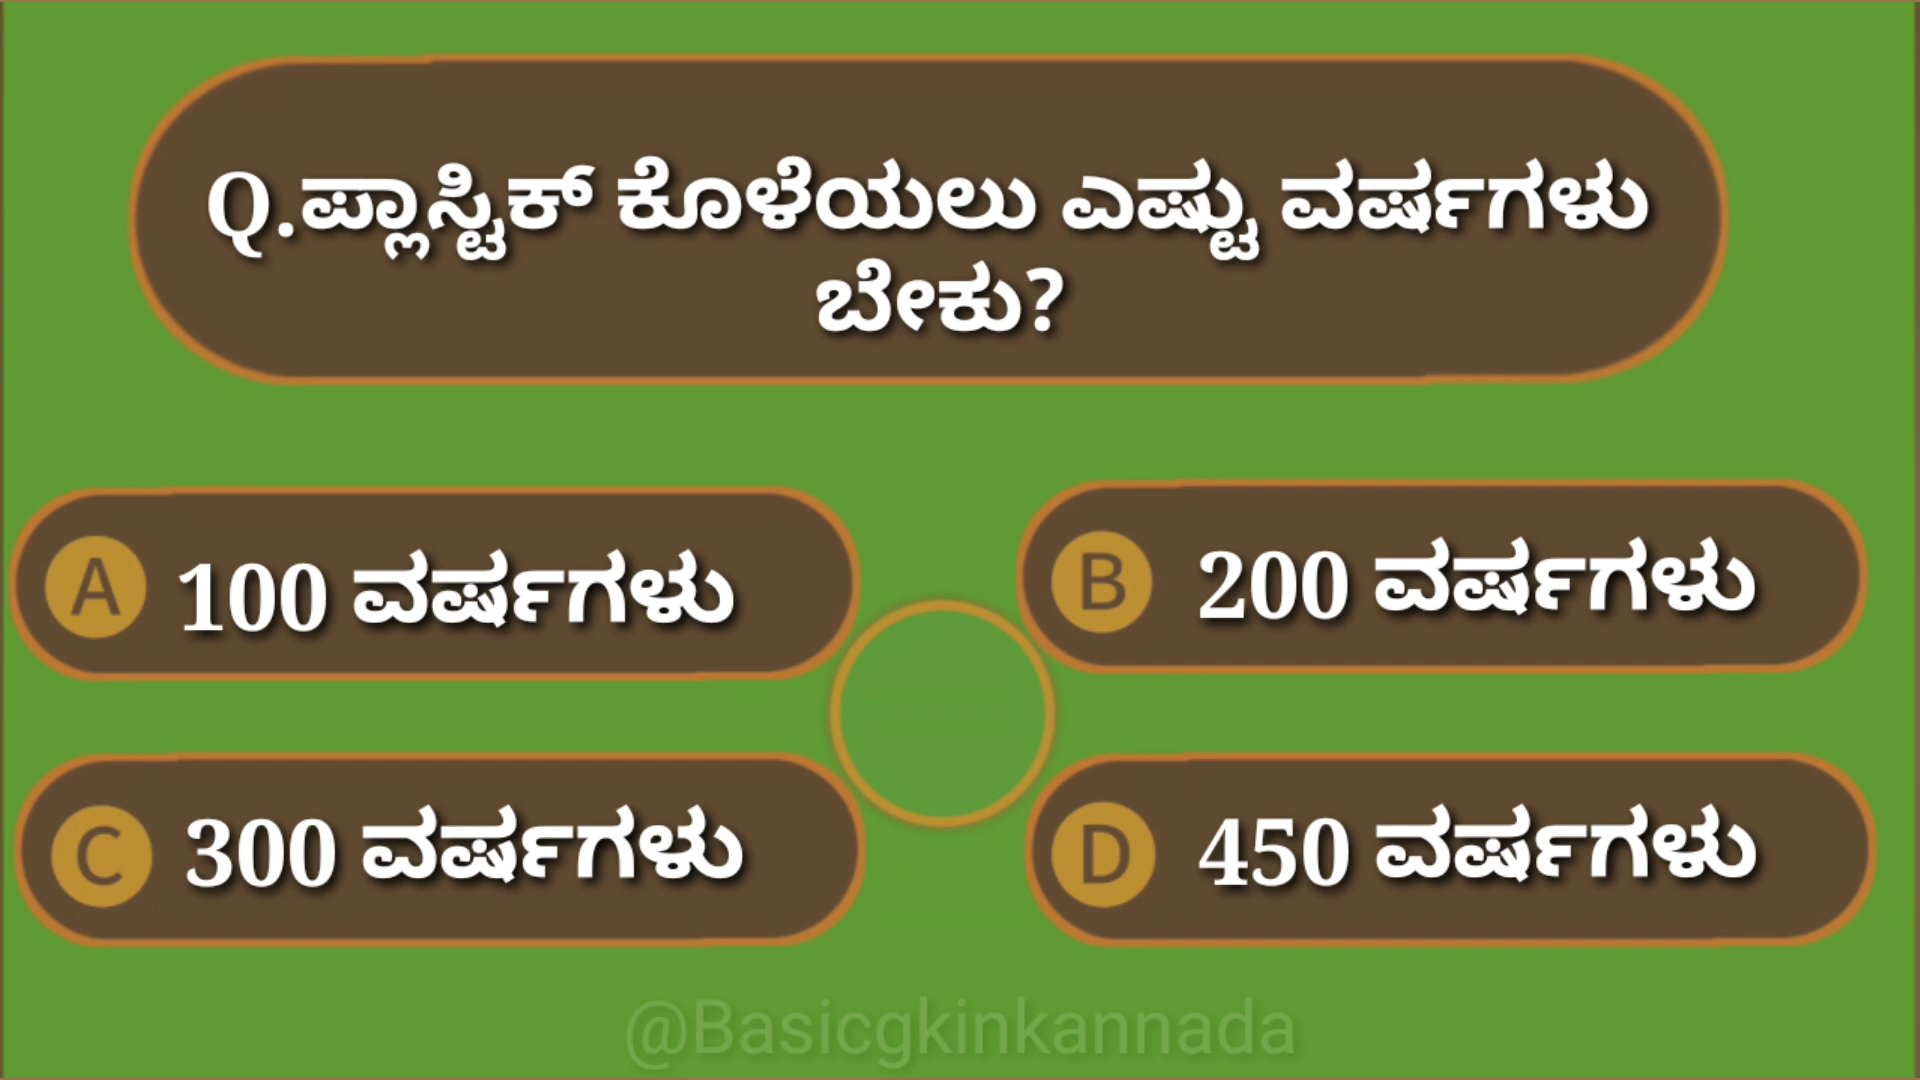 Q.ಪ್ಲಾಸ್ಟಿಕ್ ಕೊಳೆಯಲು ಎಷ್ಟು ವರ್ಷಗಳು
ಬೇಕು?
A 100 ವರ್ಷಗಳು
B 200 ವರ್ಷಗಳು
C 300 ವರ್ಷಗಳು
D 450 ವರ್ಷಗಳು
@Basicgkinkannada